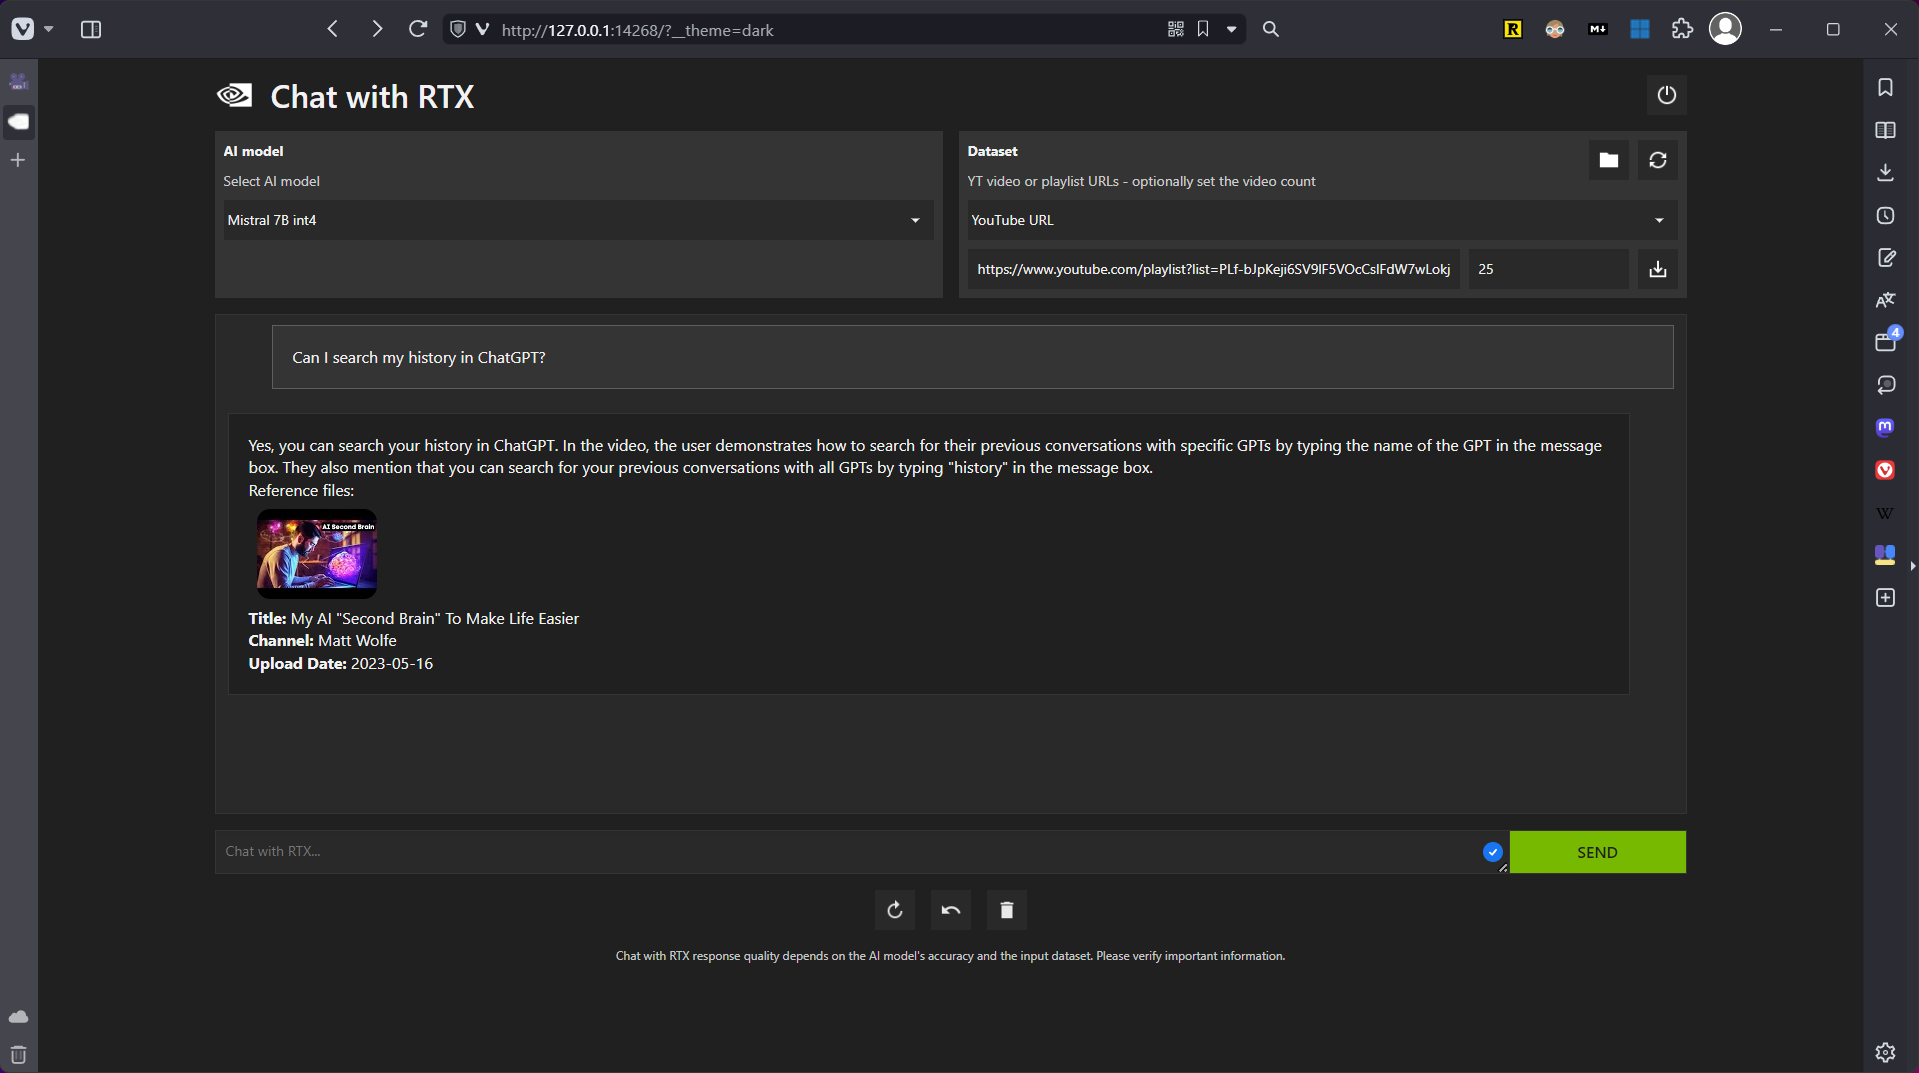 http://127.0.0.1:14268/?__theme=dark
R
M↓
Chat with RTX
AI model
Select AI model
Mistral 7B int4
Dataset
YT video or playlist URLs - optionally set the video count
YouTube URL
https://www.youtube.com/playlist?list=PLf-bJpKeji6SV9lF5VOcCsIFdW7wLokj
25
4
Can I search my history in ChatGPT?
Yes, you can search your history in ChatGPT. In the video, the user demonstrates how to search for their previous conversations with specific GPTs by typing the name of the GPT in the message
box. They also mention that you can search for your previous conversations with all GPTs by typing "history" in the message box.
Reference files:
AI Second Brain
Title: My AI "Second Brain" To Make Life Easier
Channel: Matt Wolfe
Upload Date: 2023-05-16
W
Chat with RTX...
SEND
Chat with RTX response quality depends on the AI model's accuracy and the input dataset. Please verify important information.